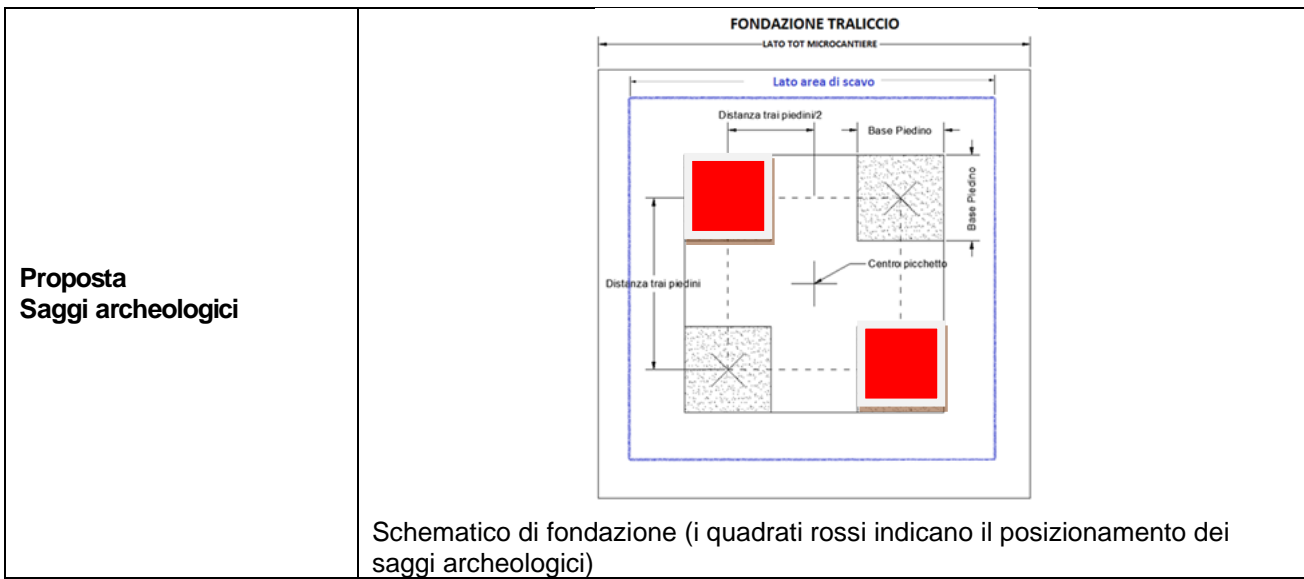 Proposta
Saggi archeologici
FONDAZIONE TRALICCIO
LATO TOT MICROCANTIERE
Lato area di scavo
Distanza trai piedini/2
Base Piedino
Base Piedino
Centro picchetto
Distanza trai piedini
Schematico di fondazione (i quadrati rossi indicano il posizionamento dei
saggi archeologici)